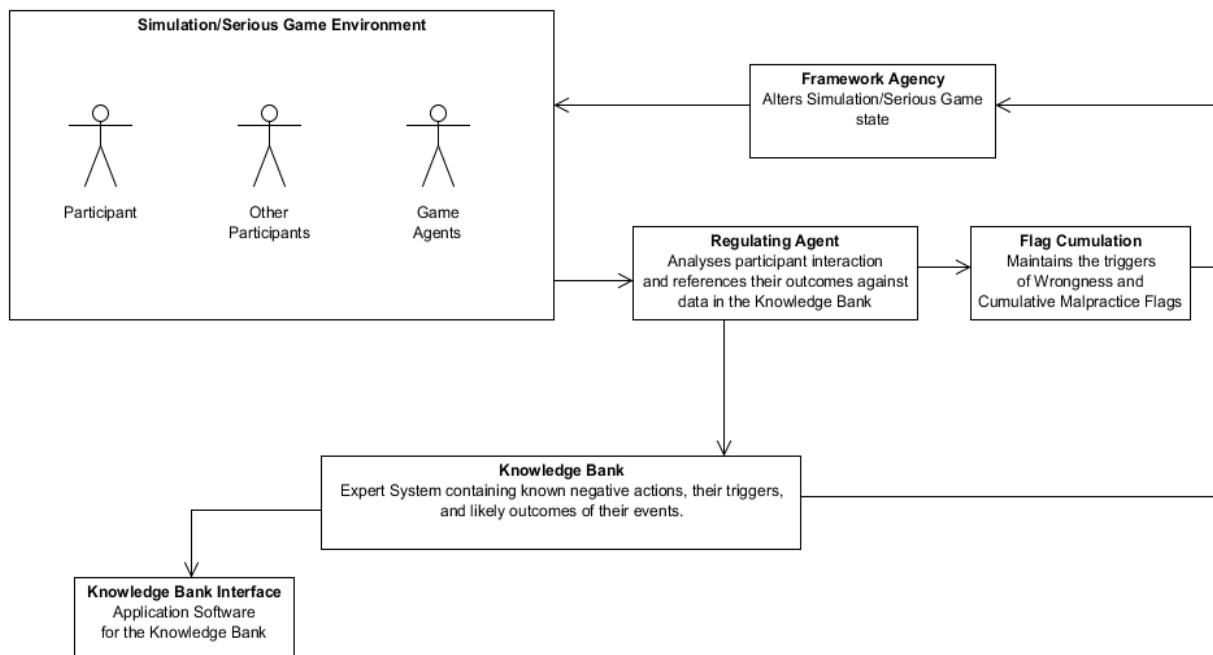 Simulation/Serious Game Environment
Participant
Other
Participants
Game
Agents
Framework Agency
Alters Simulation/Serious Game
state
Regulating Agent
Analyses participant interaction
and references their outcomes against
data in the Knowledge Bank
Flag Cumulation
Maintains the triggers
of Wrongness and
Cumulative Malpractice Flags
Knowledge Bank
Expert System containing known negative actions, their triggers,
and likely outcomes of their events.
Knowledge Bank Interface
Application Software
for the Knowledge Bank